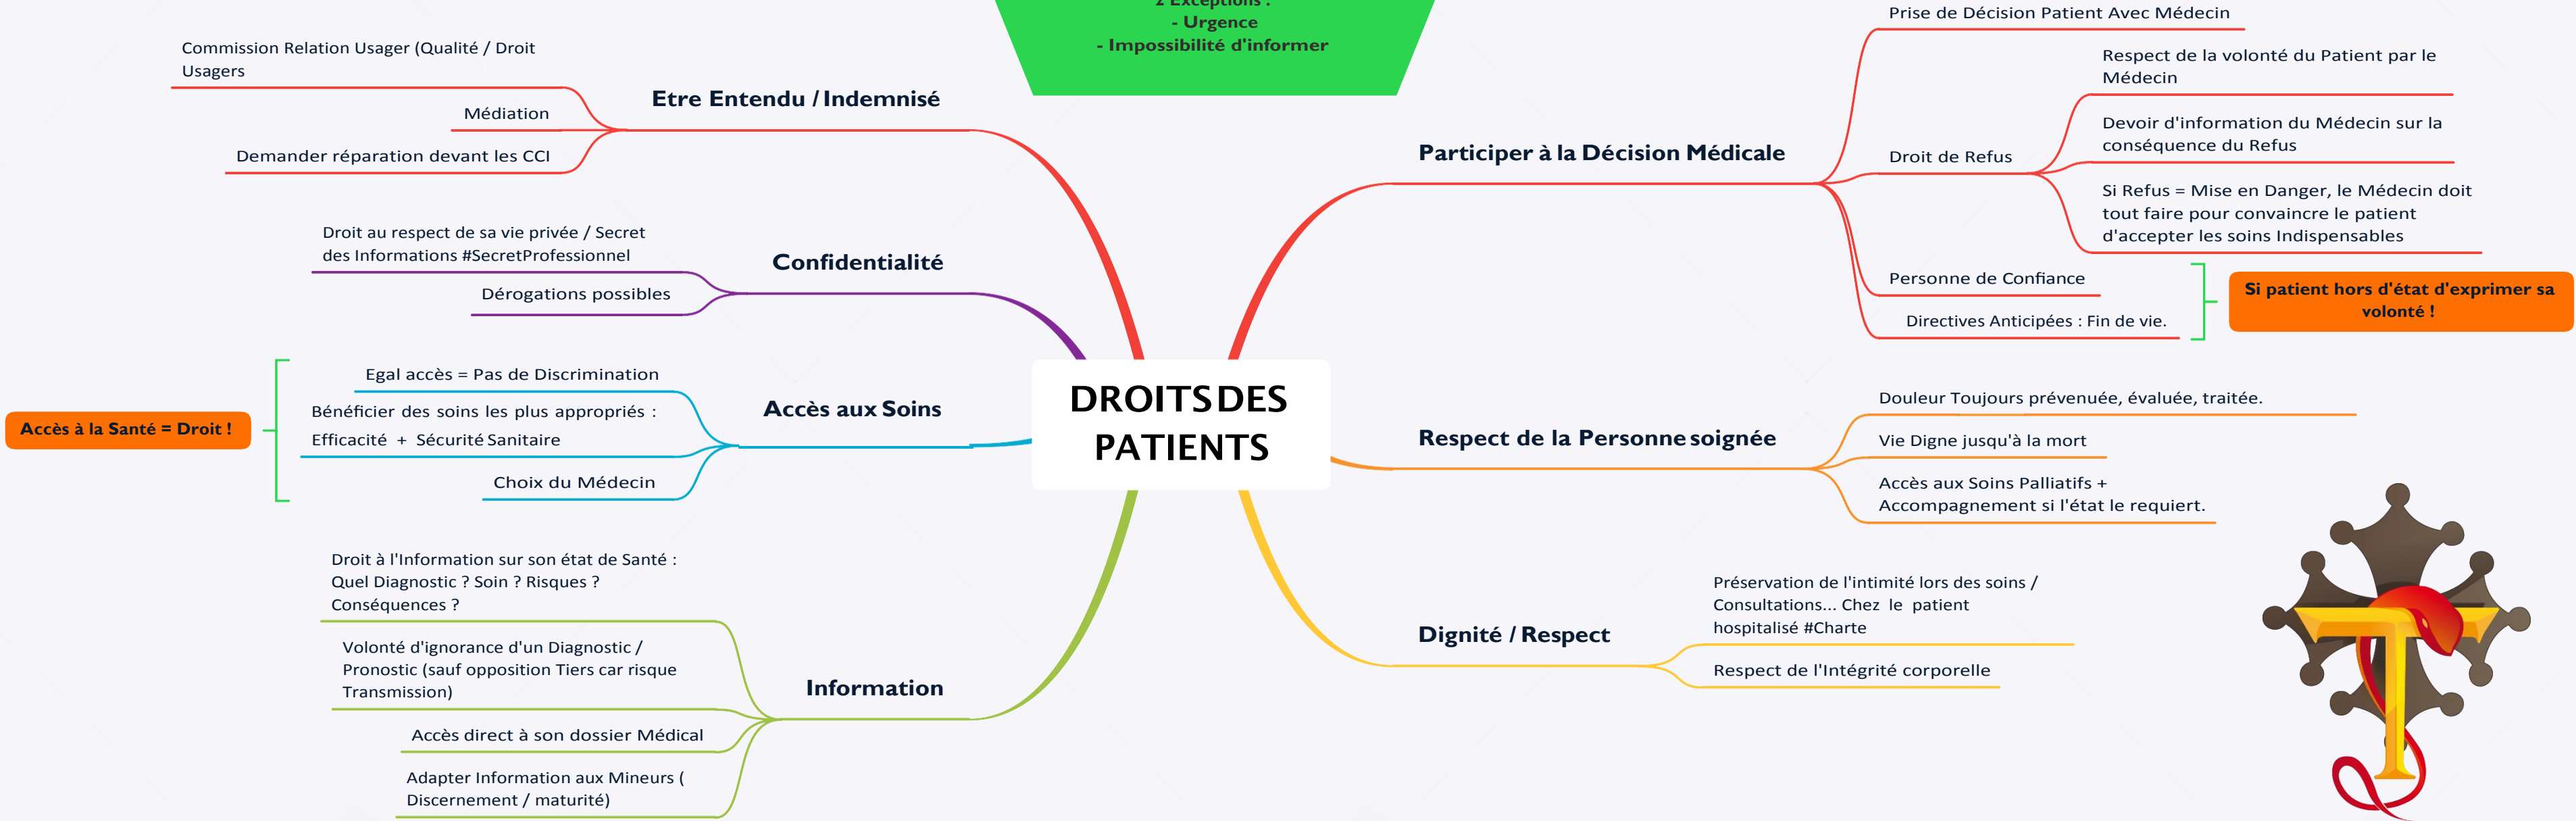 2 Exceptions :
- Urgence
- Impossibilité d'informer
Commission Relation Usager (Qualité / Droit
Usagers
Médiation
Demander réparation devant les CCI
Etre Entendu / Indemnisé
Droit au respect de sa vie privée / Secret
des Informations #SecretProfessionnel
Dérogations possibles
Confidentialité
Accès à la Santé = Droit !
Egal accès = Pas de Discrimination
Bénéficier des soins les plus appropriés :
Efficacité + Sécurité Sanitaire
Choix du Médecin
Accès aux Soins
Droit à l'Information sur son état de Santé :
Quel Diagnostic ? Soin ? Risques ?
Conséquences ?
Volonté d'ignorance d'un Diagnostic /
Pronostic (sauf opposition Tiers car risque
Transmission)
Accès direct à son dossier Médical
Adapter Information aux Mineurs (
Discernement / maturité)
Information
DROITS DES
PATIENTS
Participer à la Décision Médicale
Prise de Décision Patient Avec Médecin
Droit de Refus
Respect de la volonté du Patient par le
Médecin
Devoir d'information du Médecin sur la
conséquence du Refus
Si Refus = Mise en Danger, le Médecin doit
tout faire pour convaincre le patient
d'accepter les soins Indispensables
Personne de Confiance
Directives Anticipées : Fin de vie.
Si patient hors d'état d'exprimer sa
volonté !
Respect de la Personne soignée
Douleur Toujours prévenuée, évaluée, traitée.
Vie Digne jusqu'à la mort
Accès aux Soins Palliatifs +
Accompagnement si l'état le requiert.
Dignité / Respect
Préservation de l'intimité lors des soins /
Consultations... Chez le patient
hospitalisé #Charte
Respect de l'Intégrité corporelle